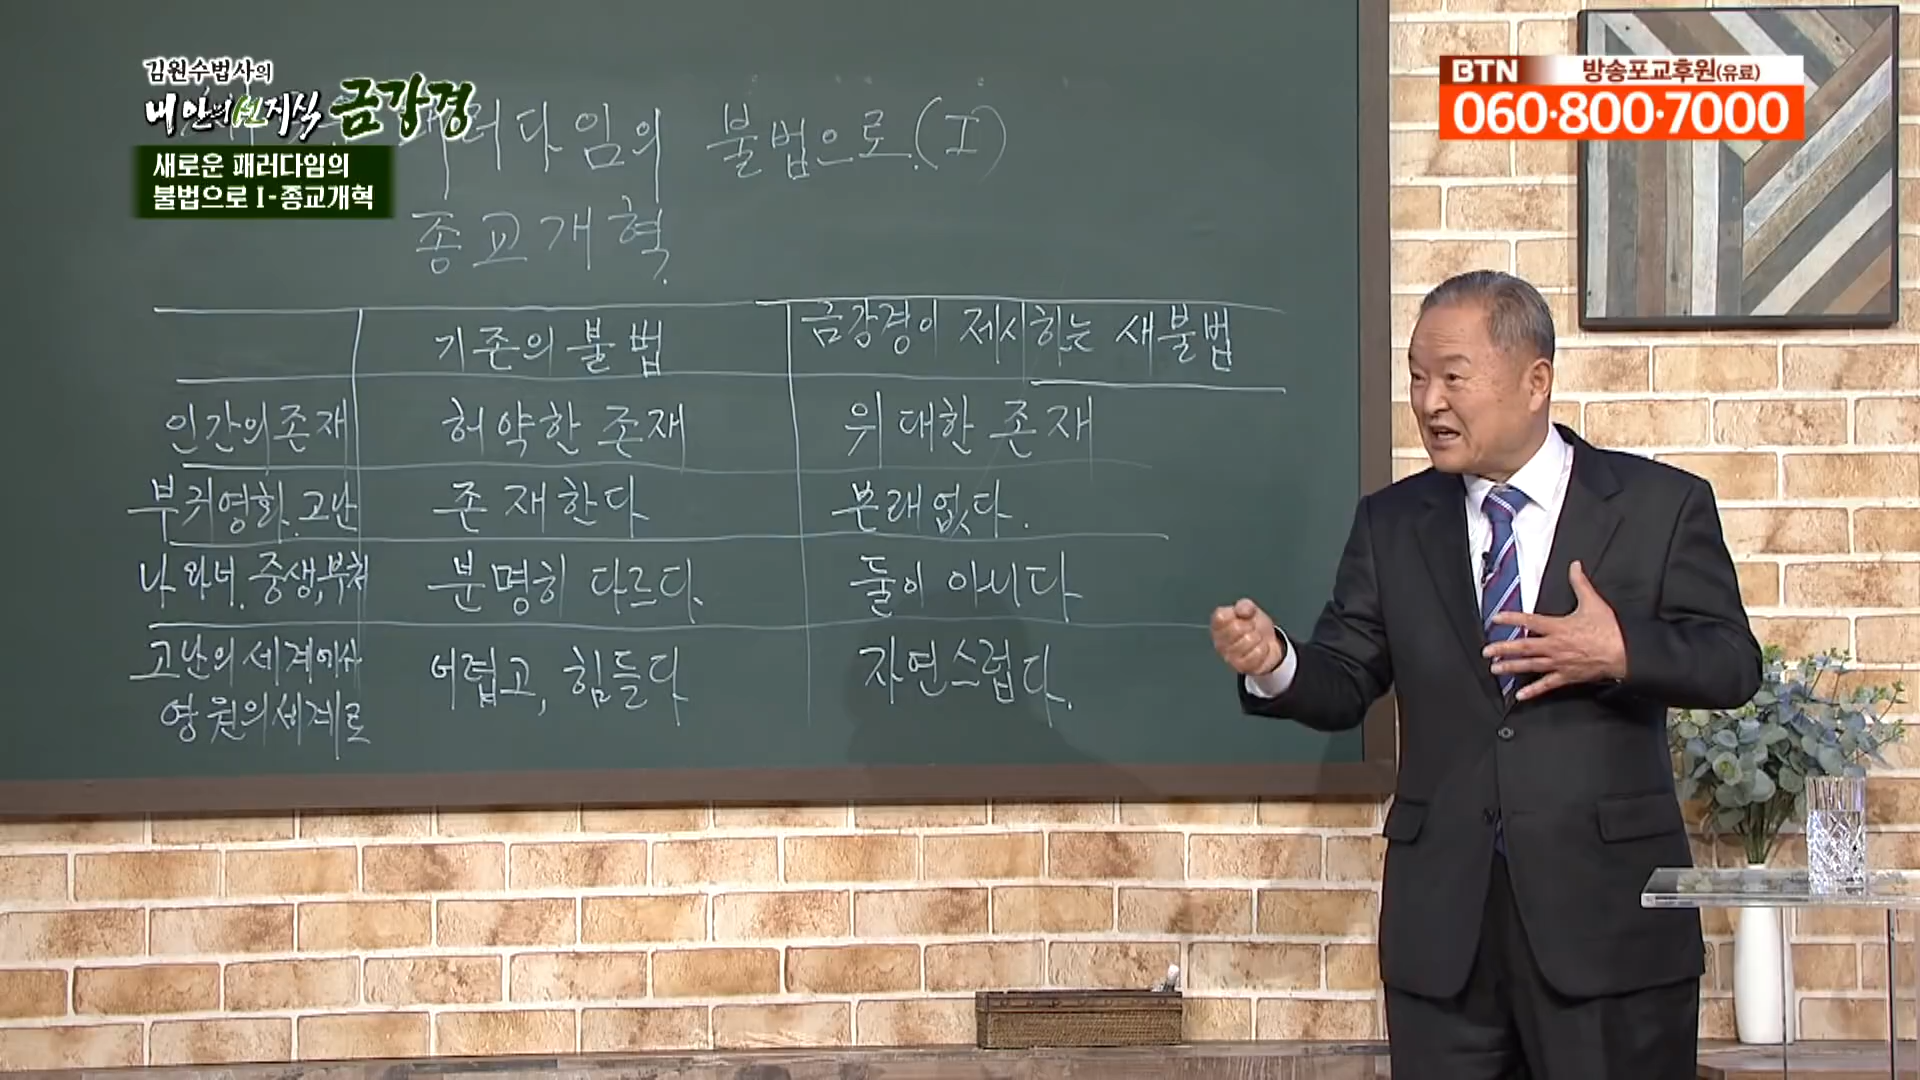 김원수법사의
내 안의 선지식 금강경
새로운 패러다임의
불법으로 I - 종교개혁
BTN 방송포교후원(유료)
060·800·7000
패러다임의 불법으로.(I)
종교개혁
기존의 불법 금강경이 제시하는 새불법
인간의 존재 허약한 존재 위대한 존재
부귀영화. 고난 존재한다 본래 없다.
나와너. 중생,부처 분명히 다르다. 둘이 아니다.
고난의 세계에서 어렵고, 힘들다 자연스럽다.
영원의 세계로